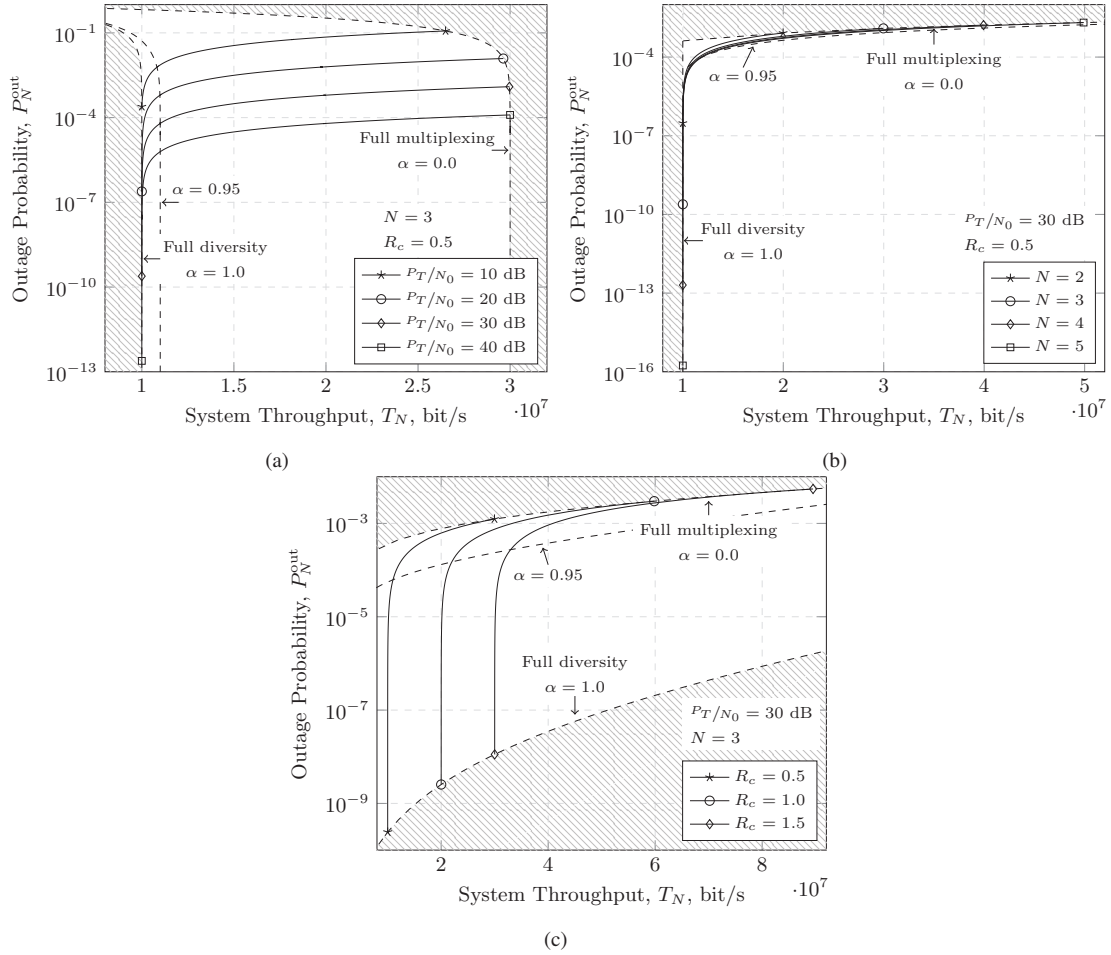 10^−1
10^−4
10^−7
10^−10
10^−13
Outage Probability, P_N^out
1
1.5
2
2.5
3
·10^7
System Throughput, T_N, bit/s
Full multiplexing
α = 0.0
α = 0.95
Full diversity
α = 1.0
N = 3
R_c = 0.5
P_T/N_0 = 10 dB
P_T/N_0 = 20 dB
P_T/N_0 = 30 dB
P_T/N_0 = 40 dB
(a)
10^−4
10^−7
10^−10
10^−13
10^−16
Outage Probability, P_N^out
1
2
3
4
5
·10^7
System Throughput, T_N, bit/s
α = 0.95
Full multiplexing
α = 0.0
Full diversity
α = 1.0
P_T/N_0 = 30 dB
R_c = 0.5
N = 2
N = 3
N = 4
N = 5
(b)
10^−3
10^−5
10^−7
10^−9
Outage Probability, P_N^out
2
4
6
8
·10^7
System Throughput, T_N, bit/s
Full multiplexing
α = 0.0
α = 0.95
Full diversity
α = 1.0
P_T/N_0 = 30 dB
N = 3
R_c = 0.5
R_c = 1.0
R_c = 1.5
(c)